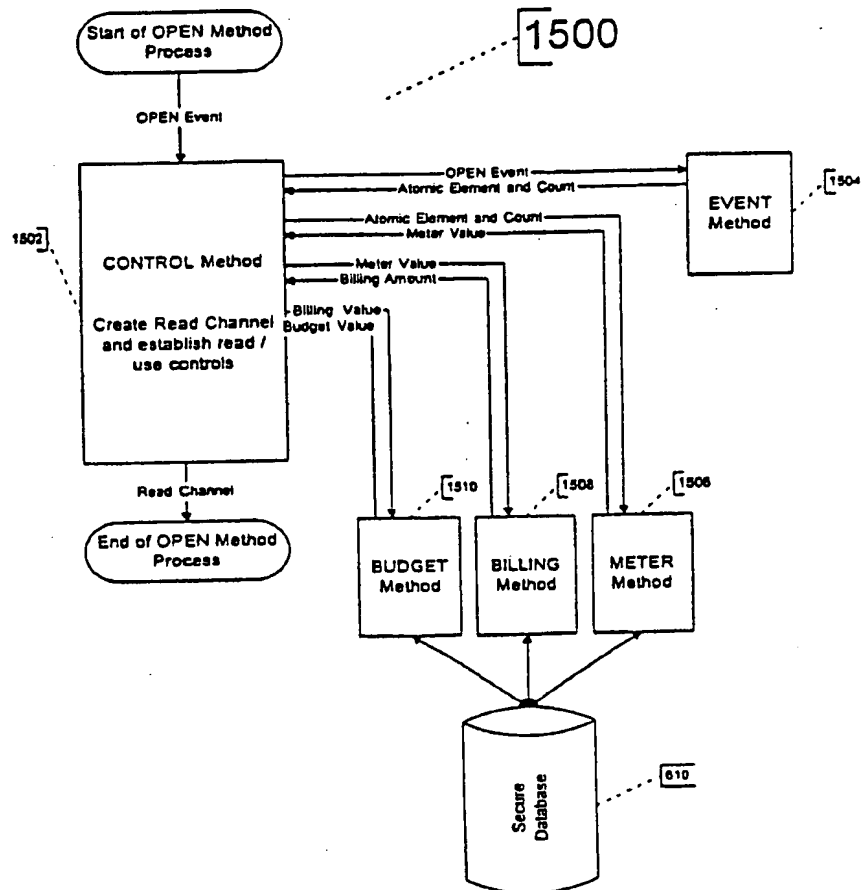 Start of OPEN Method
Process
1500
OPEN Event
OPEN Event
Atomic Element and Count
EVENT
Method
1504
1502
Atomic Element and Count
Meter Value
CONTROL Method
Meter Value
Billing Amount
Create Read Channel
and establish read /
use controls
Billing Value
Budget Value
Read Channel
End of OPEN Method
Process
1510
1508
1506
BUDGET
Method
BILLING
Method
METER
Method
Secure
Database
610